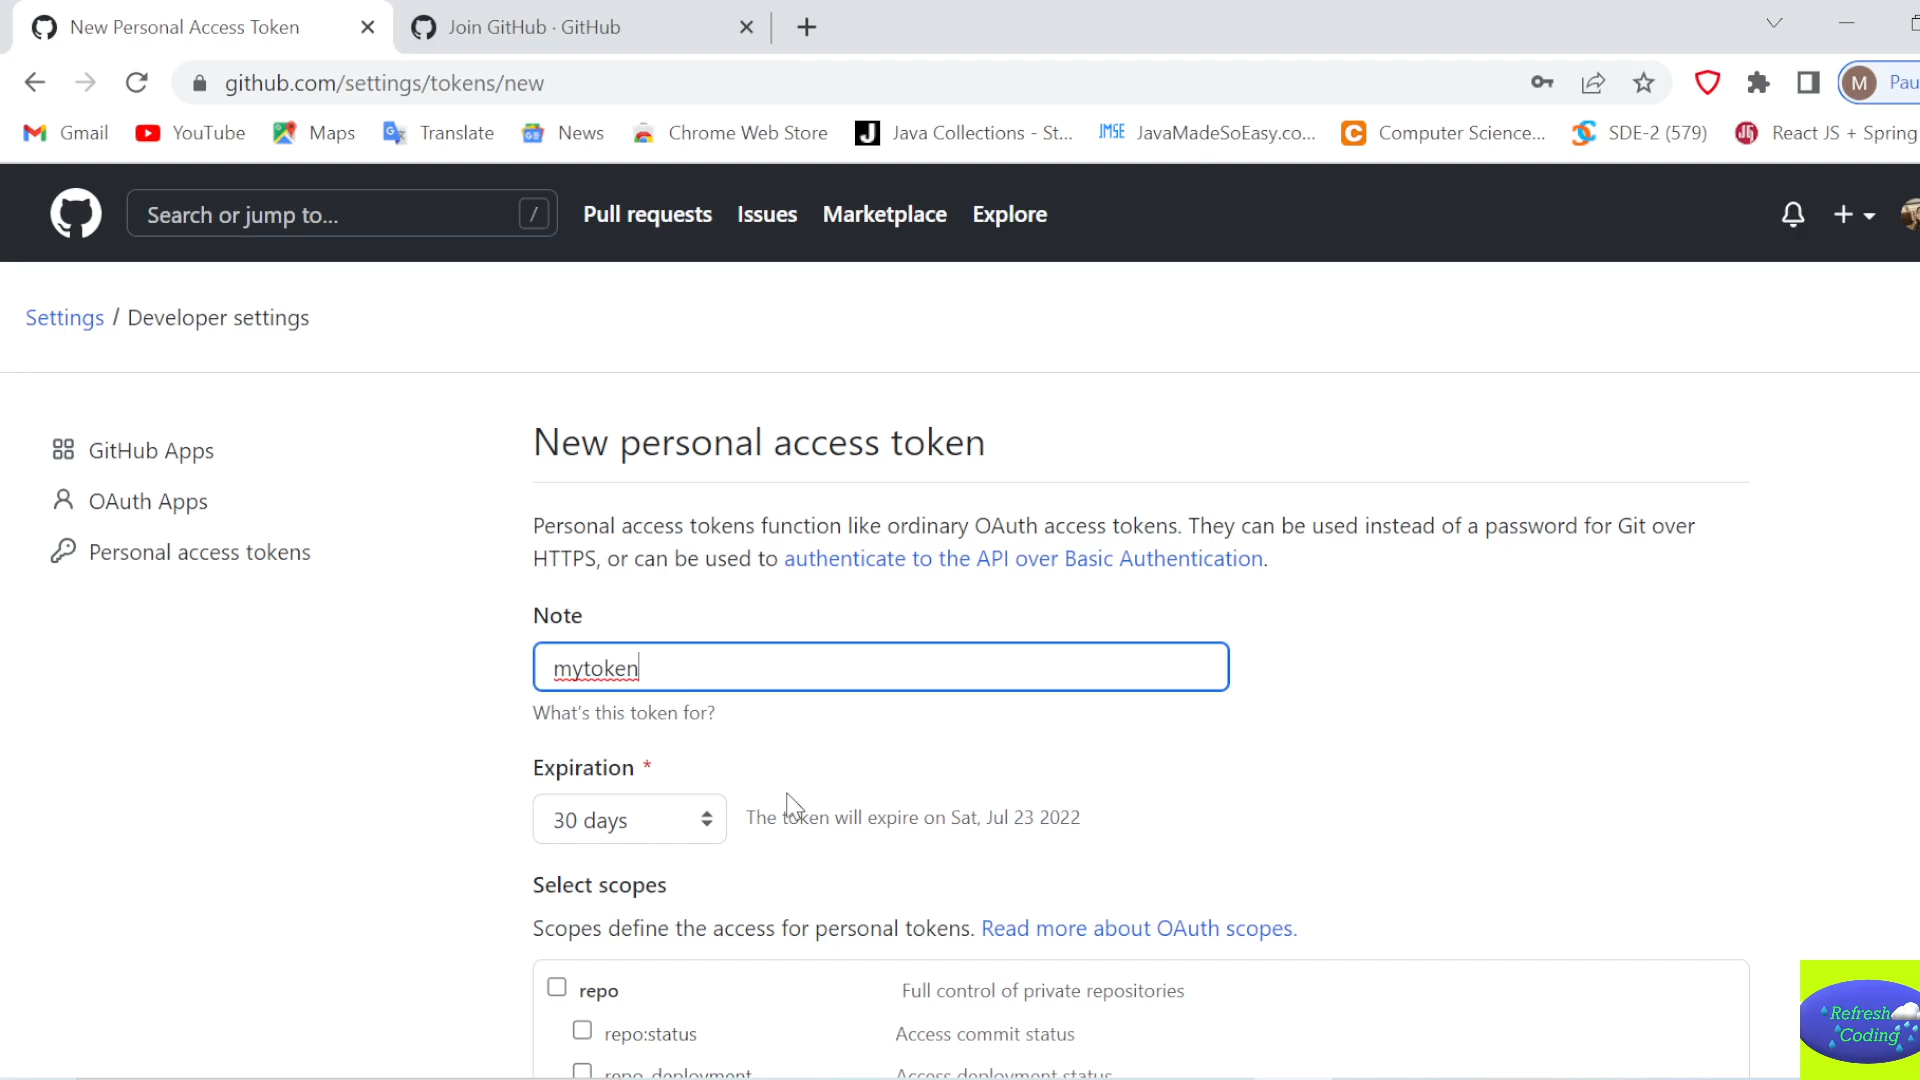 New Personal Access Token
Join GitHub · GitHub
github.com/settings/tokens/new
M
Pau
Gmail
YouTube
Maps
Translate
News
Chrome Web Store
J
Java Collections - St...
JMSE
JavaMadeSoEasy.co...
C
Computer Science...
SDE-2 (579)
React JS + Spring
Search or jump to...
/
Pull requests
Issues
Marketplace
Explore
Settings / Developer settings
GitHub Apps
OAuth Apps
Personal access tokens
New personal access token
Personal access tokens function like ordinary OAuth access tokens. They can be used instead of a password for Git over
HTTPS, or can be used to authenticate to the API over Basic Authentication.
Note
mytoken
What's this token for?
Expiration *
30 days
The token will expire on Sat, Jul 23 2022
Select scopes
Scopes define the access for personal tokens. Read more about OAuth scopes.
repo
Full control of private repositories
repo:status
Access commit status
repo_deployment
Access deployment status
Refresh
Coding